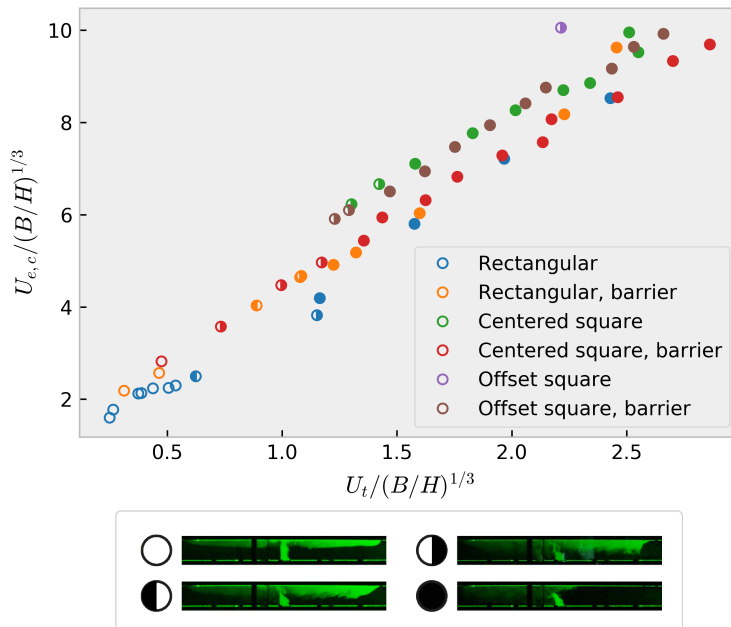 10
8
6
4
2
U_{e,c}/(B/H)^{1/3}
Rectangular
Rectangular, barrier
Centered square
Centered square, barrier
Offset square
Offset square, barrier
0.5 1.0 1.5 2.0 2.5
U_t/(B/H)^{1/3}